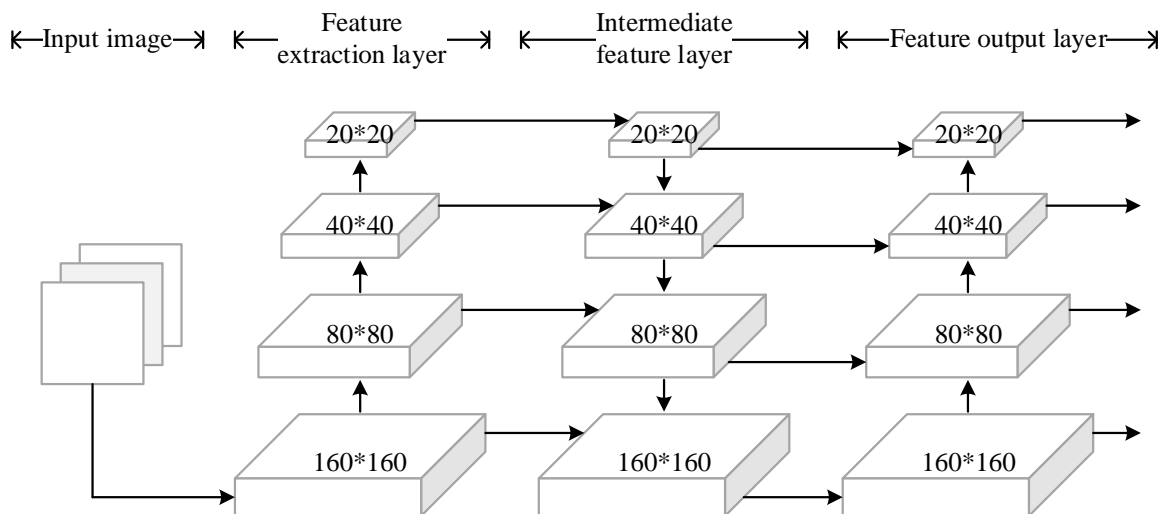 Input image
Feature
extraction layer
Intermediate
feature layer
Feature output layer
20*20
20*20
20*20
40*40
40*40
40*40
80*80
80*80
80*80
160*160
160*160
160*160